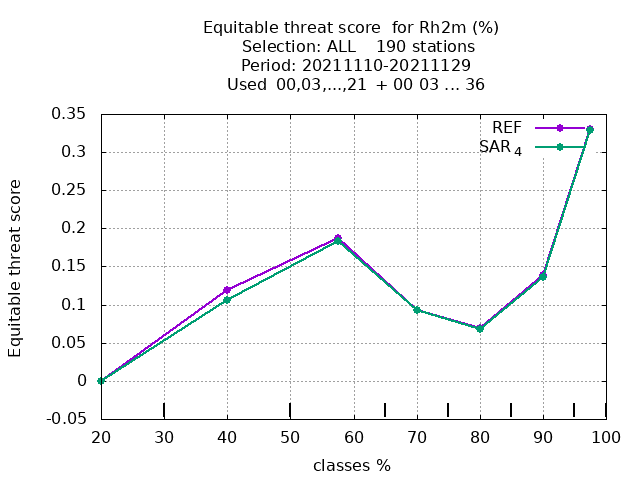 Equitable threat score  for Rh2m (%)
Selection: ALL    190 stations
Period: 20211110-20211129
Used  00,03,...,21  + 00 03 ... 36
REF
SAR 4
0.35
0.3
0.25
0.2
0.15
0.1
0.05
0
-0.05
Equitable threat score
20 30 40 50 60 70 80 90 100
classes %